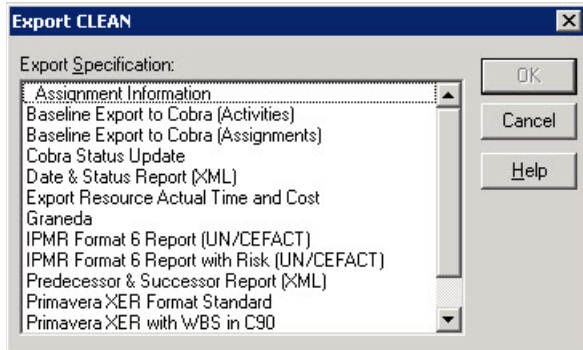 Export CLEAN
Export Specification:
Assignment Information
Baseline Export to Cobra (Activities)
Baseline Export to Cobra (Assignments)
Cobra Status Update
Date & Status Report (XML)
Export Resource Actual Time and Cost
Graneda
IPMR Format 6 Report (UN/CEFACT)
IPMR Format 6 Report with Risk (UN/CEFACT)
Predecessor & Successor Report (XML)
Primavera XER Format Standard
Primavera XER with WBS in C90
OK
Cancel
Help